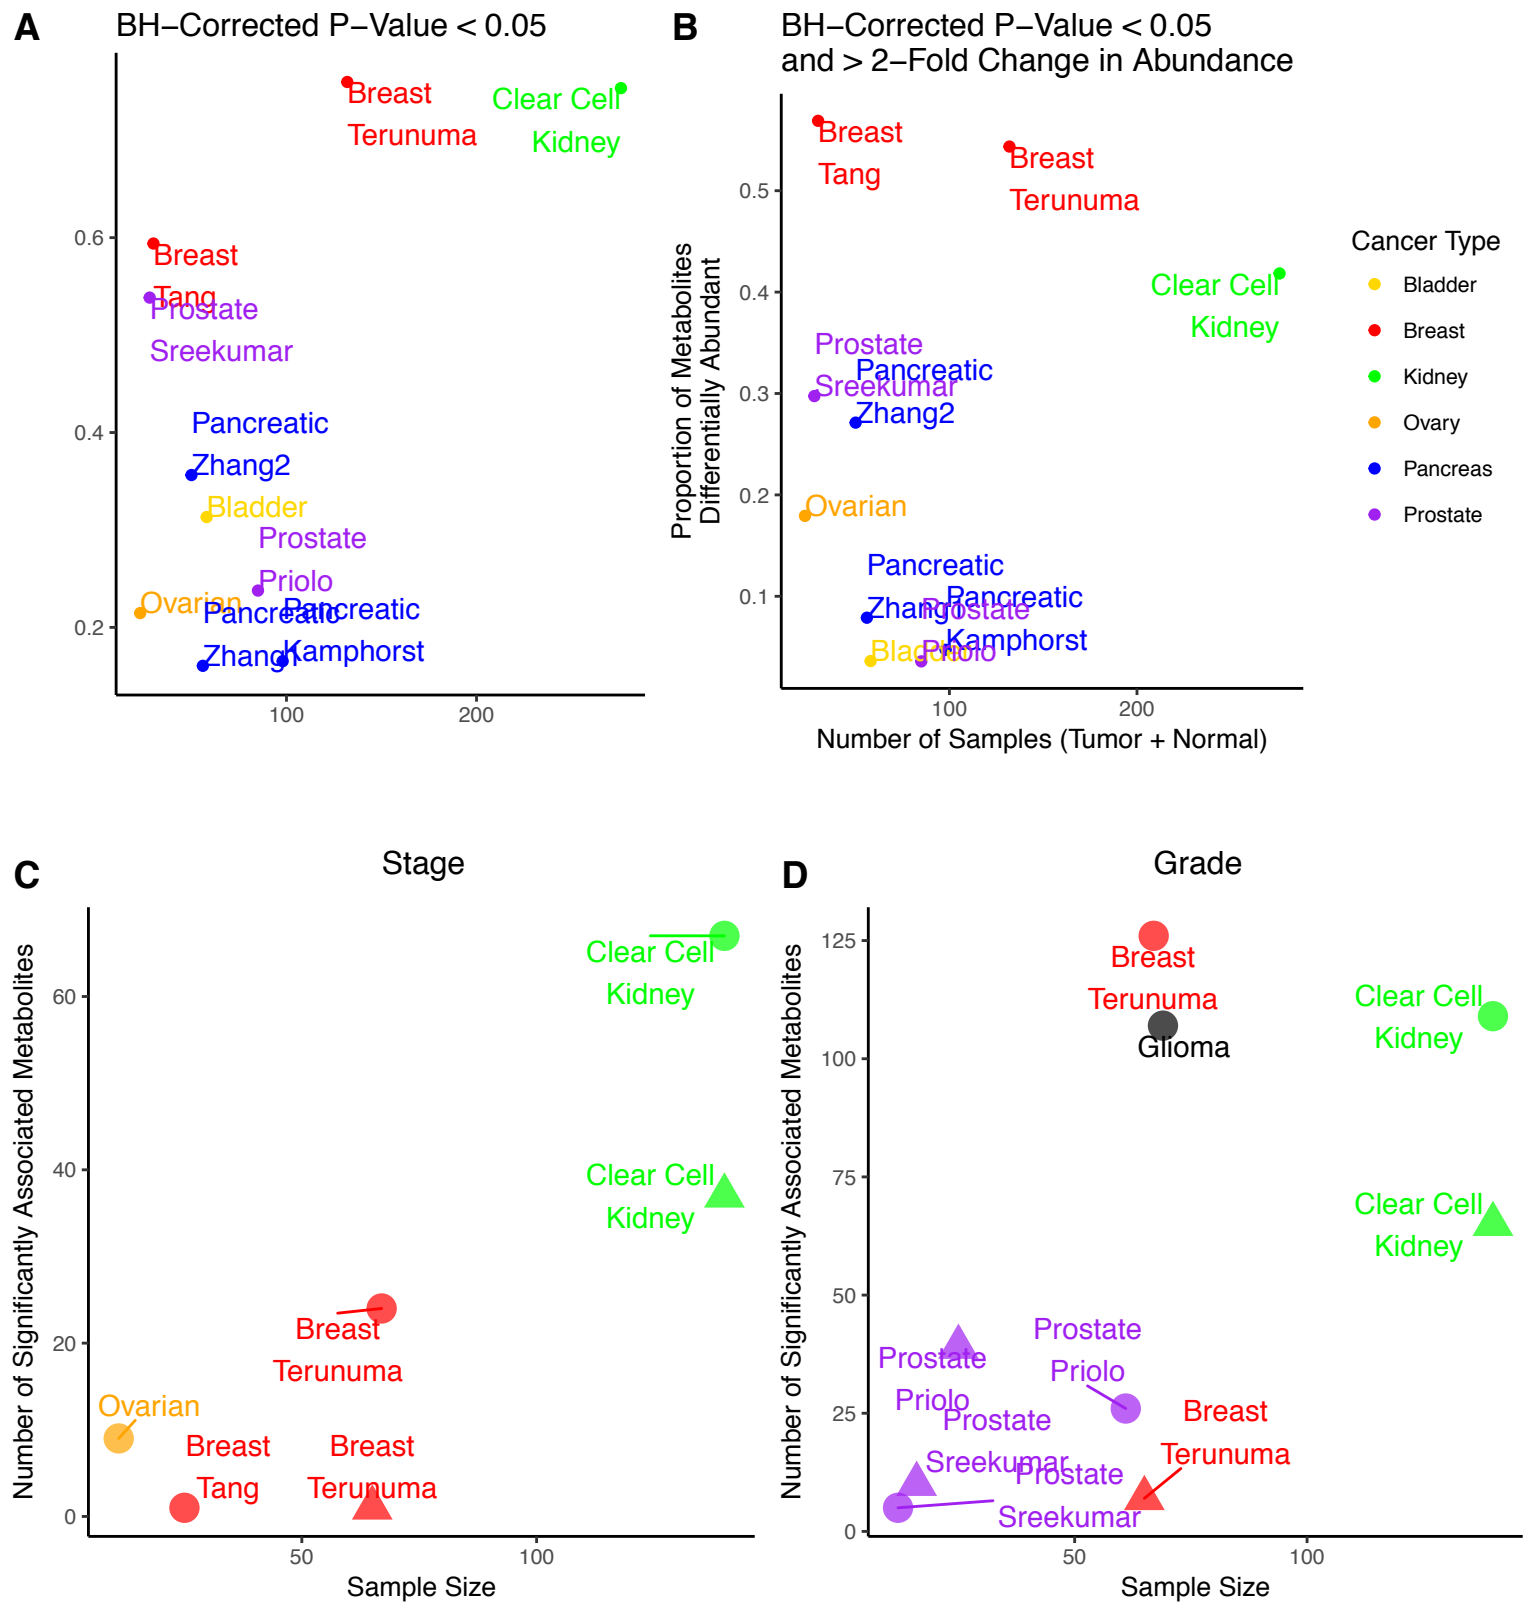 A
BH−Corrected P−Value < 0.05
Breast
Terunuma
Clear Cell
Kidney
Breast
Tang
Prostate
Sreekumar
Pancreatic
Zhang2
Bladder
Prostate
Priolo
Ovarian
Pancreatic
Zhang1
Pancreatic
Kamphorst
0.6
0.4
0.2
100
200
B
BH−Corrected P−Value < 0.05
and > 2−Fold Change in Abundance
Proportion of Metabolites
Differentially Abundant
Breast
Tang
Breast
Terunuma
Clear Cell
Kidney
Prostate
Sreekumar
Pancreatic
Zhang2
Ovarian
Pancreatic
Zhang1
Pancreatic
Kamphorst
Prostate
Priolo
Bladder
0.5
0.4
0.3
0.2
0.1
100
200
Number of Samples (Tumor + Normal)
Cancer Type
Bladder
Breast
Kidney
Ovary
Pancreas
Prostate
C
Stage
Number of Significantly Associated Metabolites
60
40
20
0
Clear Cell
Kidney
Clear Cell
Kidney
Breast
Terunuma
Ovarian
Breast
Tang
Breast
Terunuma
50
100
Sample Size
D
Grade
Number of Significantly Associated Metabolites
125
100
75
50
25
0
Breast
Terunuma
Glioma
Clear Cell
Kidney
Clear Cell
Kidney
Prostate
Priolo
Prostate
Priolo
Prostate
Sreekumar
Prostate
Sreekumar
Breast
Terunuma
50
100
Sample Size